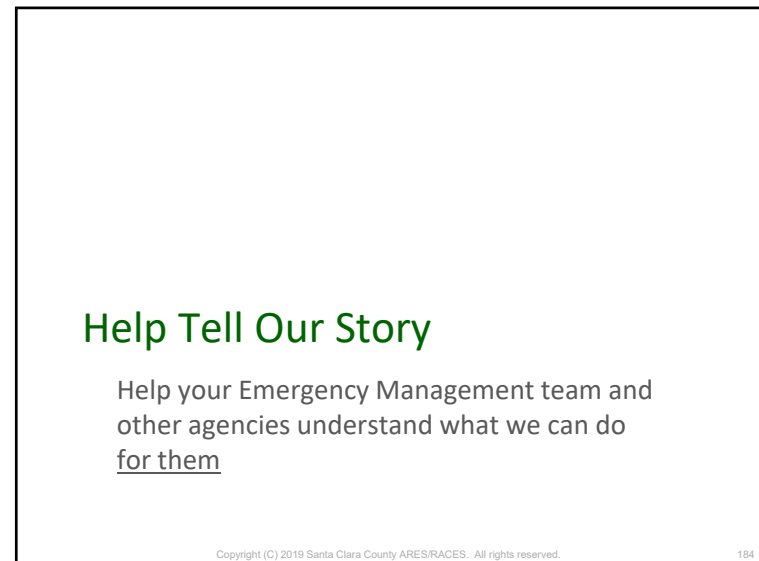 Help Tell Our Story
Help your Emergency Management team and
other agencies understand what we can do
for them
Copyright (C) 2019 Santa Clara County ARES/RACES. All rights reserved.
184